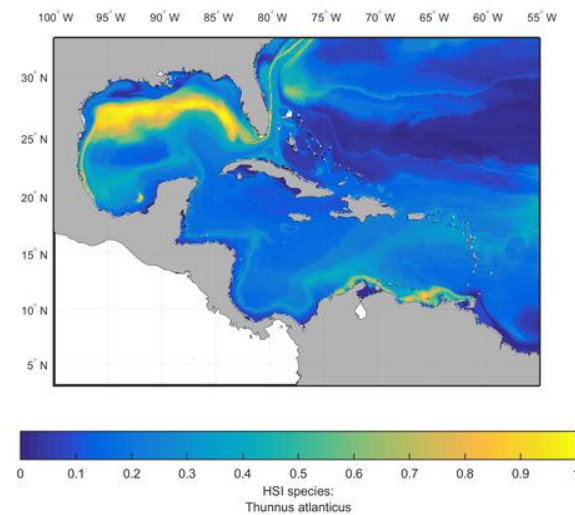 100° W 95° W 90° W 85° W 80° W 75° W 70° W 65° W 60° W 55° W
30° N
25° N
20° N
15° N
10° N
5° N
0 0.1 0.2 0.3 0.4 0.5 0.6 0.7 0.8 0.9 1
HSI species:
Thunnus atlanticus